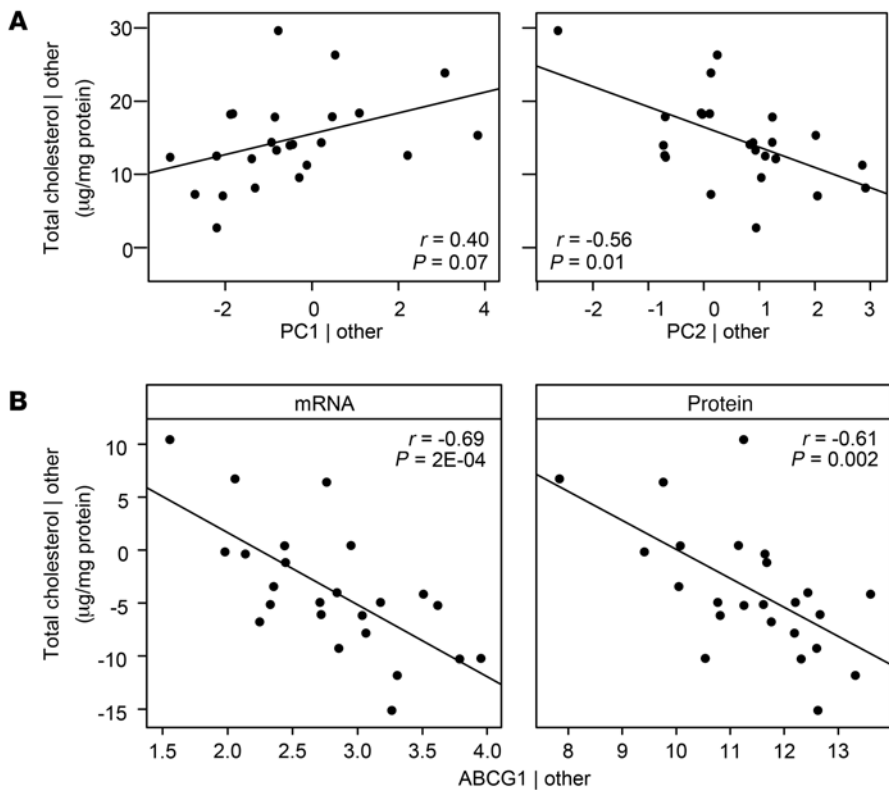 A
Total cholesterol | other
(µg/mg protein)
30
20
10
0
r = 0.40
P = 0.07
r = -0.56
P = 0.01
-2 0 2 4
-2 -1 0 1 2 3
PC1 | other
PC2 | other
B
mRNA
Protein
Total cholesterol | other
(µg/mg protein)
10
5
0
-5
-10
-15
r = -0.69
P = 2E-04
r = -0.61
P = 0.002
1.5 2.0 2.5 3.0 3.5 4.0
8 9 10 11 12 13
ABCG1 | other